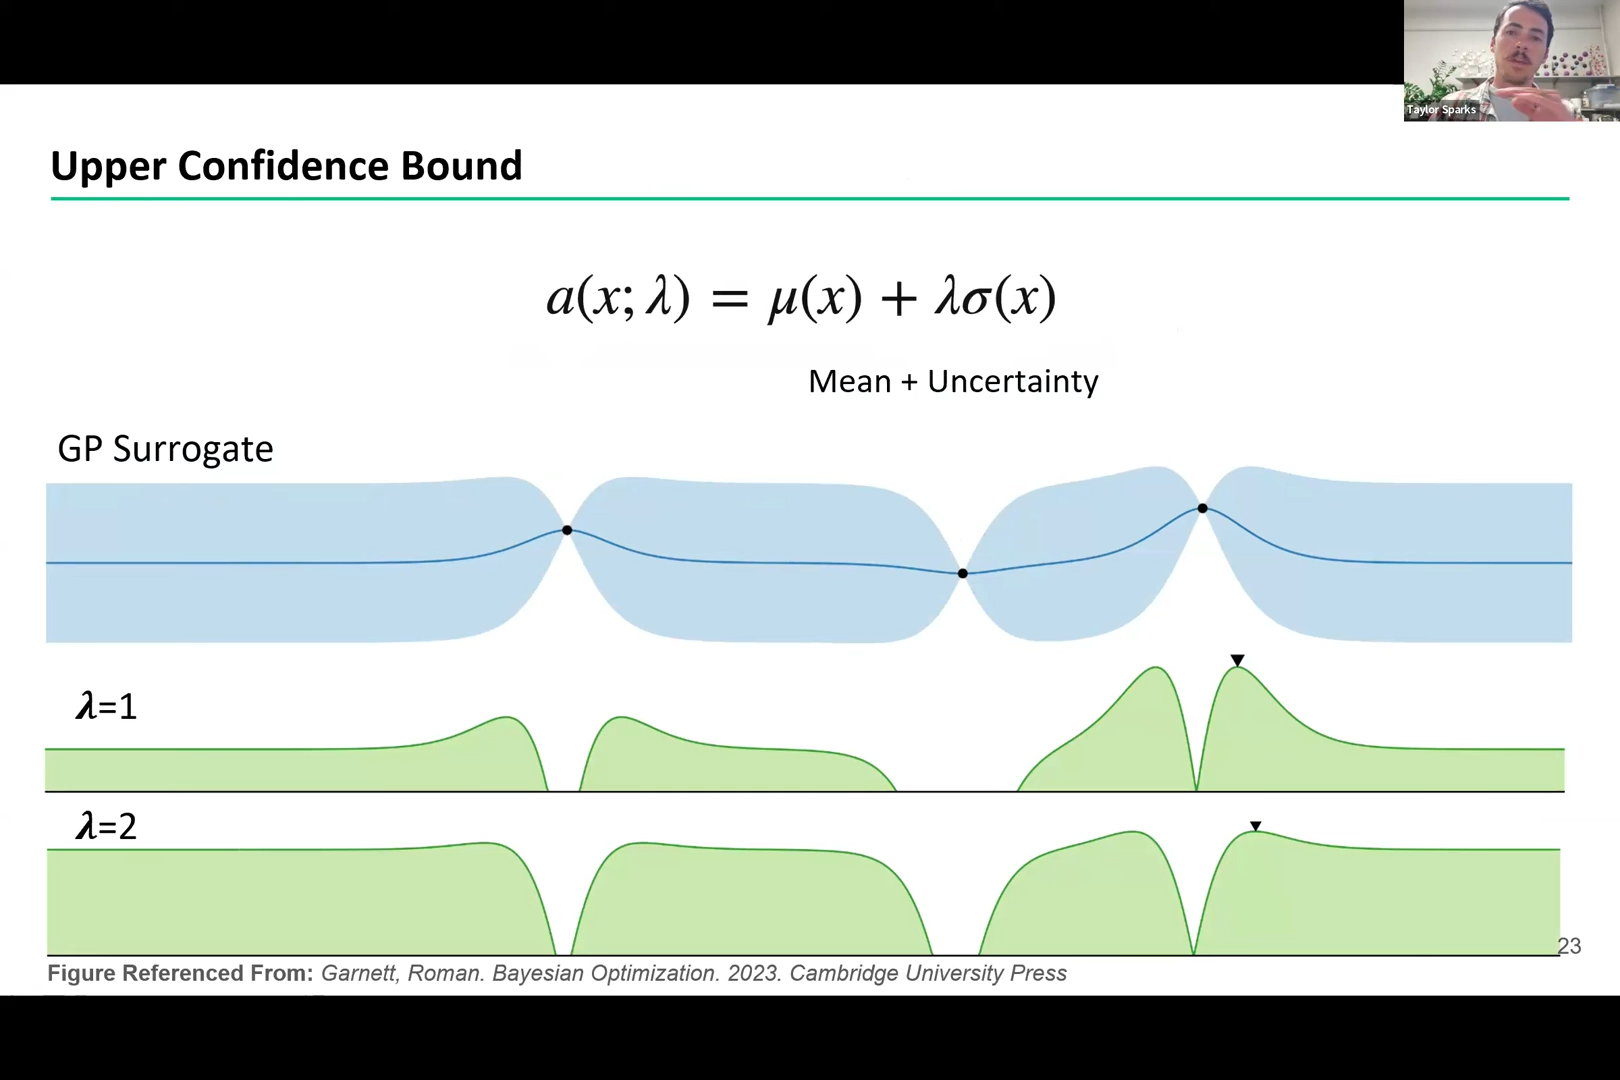 Taylor Sparks
Upper Confidence Bound
a(x; λ) = μ(x) + λσ(x)
Mean + Uncertainty
GP Surrogate
λ=1
λ=2
23
Figure Referenced From: Garnett, Roman. Bayesian Optimization. 2023. Cambridge University Press